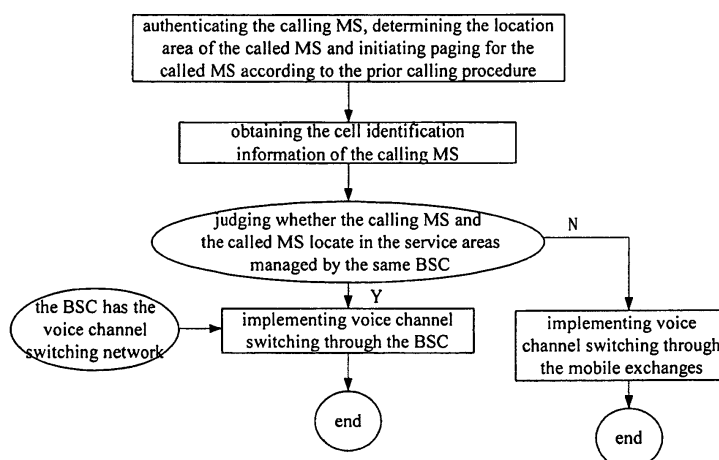 authenticating the calling MS, determining the location
area of the called MS and initiating paging for the
called MS according to the prior calling procedure
obtaining the cell identification
information of the calling MS
judging whether the calling MS and
the called MS locate in the service areas
managed by the same BSC
N
Y
the BSC has the
voice channel
switching network
implementing voice channel
switching through the BSC
implementing voice
channel switching through
the mobile exchanges
end
end